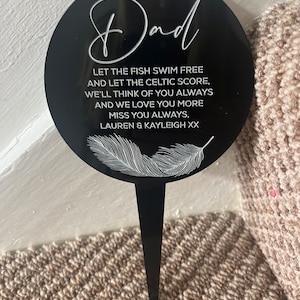 Dad
LET THE FISH SWIM FREE
AND LET THE CELTIC SCORE,
WE'LL THINK OF YOU ALWAYS
AND WE LOVE YOU MORE
MISS YOU ALWAYS,
LAUREN & KAYLEIGH XX